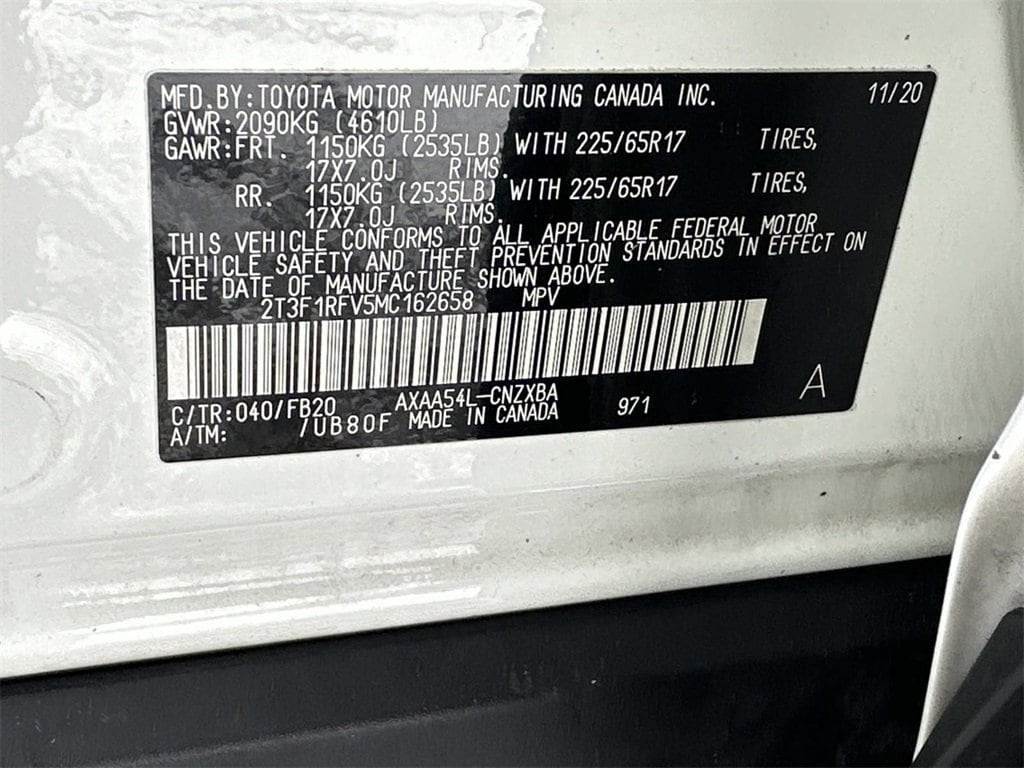 MFD.BY:TOYOTA MOTOR MANUFACTURING CANADA INC. 11/20
GVWR:2090KG (4610LB)
GAWR:FRT. 1150KG (2535LB) WITH 225/65R17 TIRES,
17X7.0J RIMS.
RR. 1150KG (2535LB) WITH 225/65R17 TIRES,
17X7.0J RIMS.
THIS VEHICLE CONFORMS TO ALL APPLICABLE FEDERAL MOTOR
VEHICLE SAFETY AND THEFT PREVENTION STANDARDS IN EFFECT ON
THE DATE OF MANUFACTURE SHOWN ABOVE.
2T3F1RFV5MC162658 MPV
C/TR:040/FB20 AXAA54L-CNZXBA 971 A
A/TM: /UB80F MADE IN CANADA